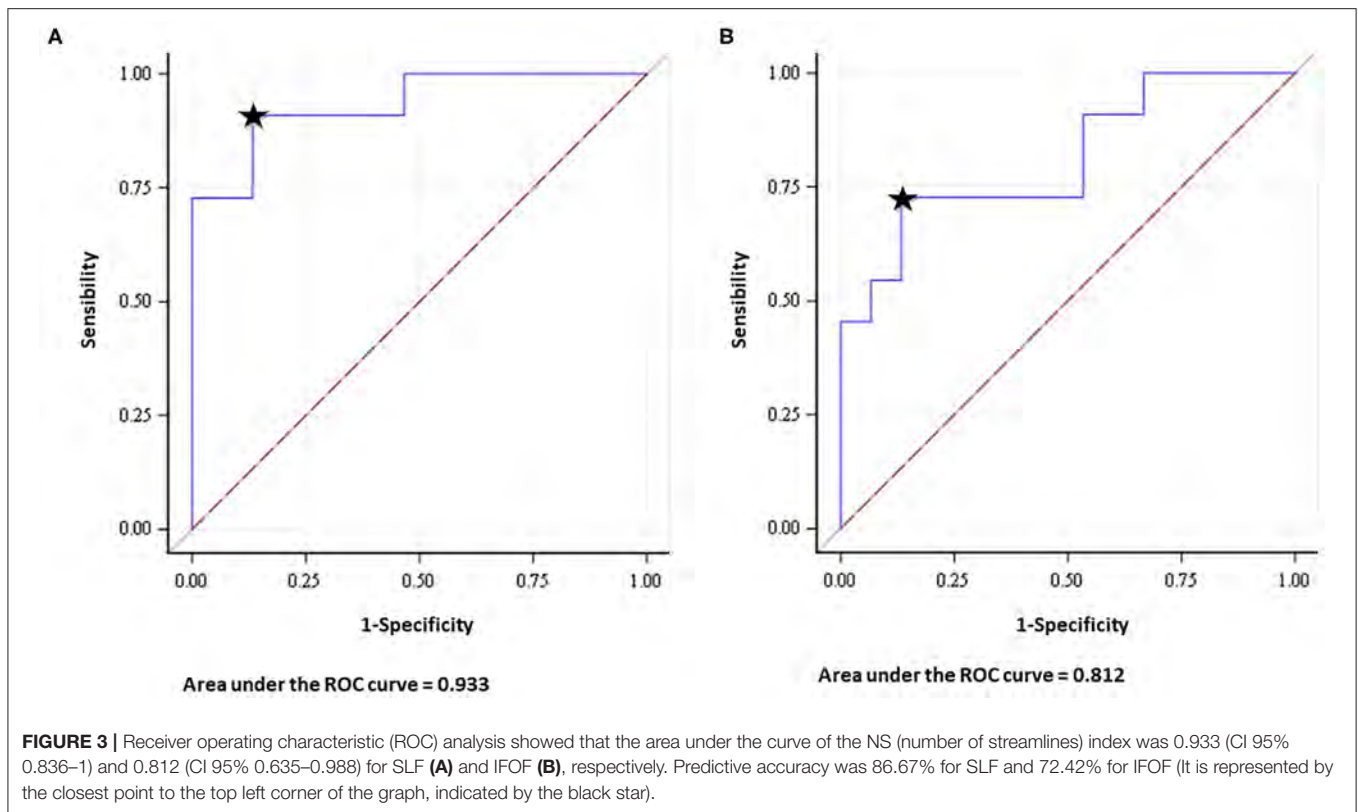 A
1.00
0.75
0.50
0.25
0.00
Sensibility
0.00 0.25 0.50 0.75 1.00
1-Specificity
Area under the ROC curve = 0.933
B
1.00
0.75
0.50
0.25
0.00
Sensibility
0.00 0.25 0.50 0.75 1.00
1-Specificity
Area under the ROC curve = 0.812
FIGURE 3 | Receiver operating characteristic (ROC) analysis showed that the area under the curve of the NS (number of streamlines) index was 0.933 (CI 95%
0.836–1) and 0.812 (CI 95% 0.635–0.988) for SLF (A) and IFOF (B), respectively. Predictive accuracy was 86.67% for SLF and 72.42% for IFOF (It is represented by
the closest point to the top left corner of the graph, indicated by the black star).